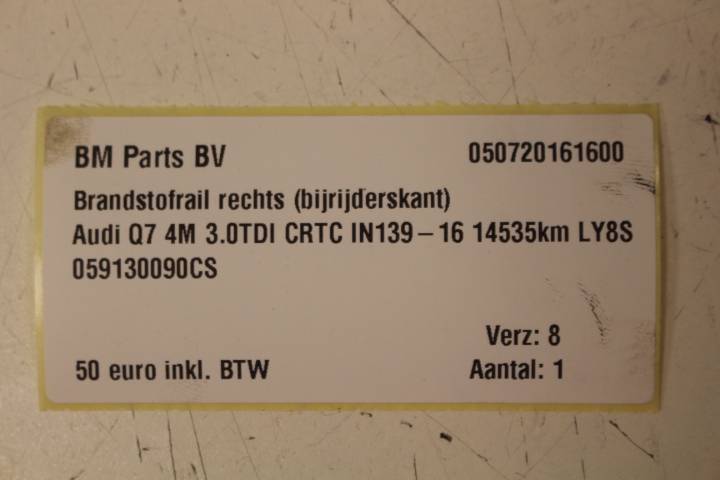 BM Parts BV 050720161600
Brandstofrail rechts (bijrijderskant)
Audi Q7 4M 3.0TDI CRTC IN139-16 14535km LY8S
059130090CS
Verz: 8
50 euro inkl. BTW Aantal: 1